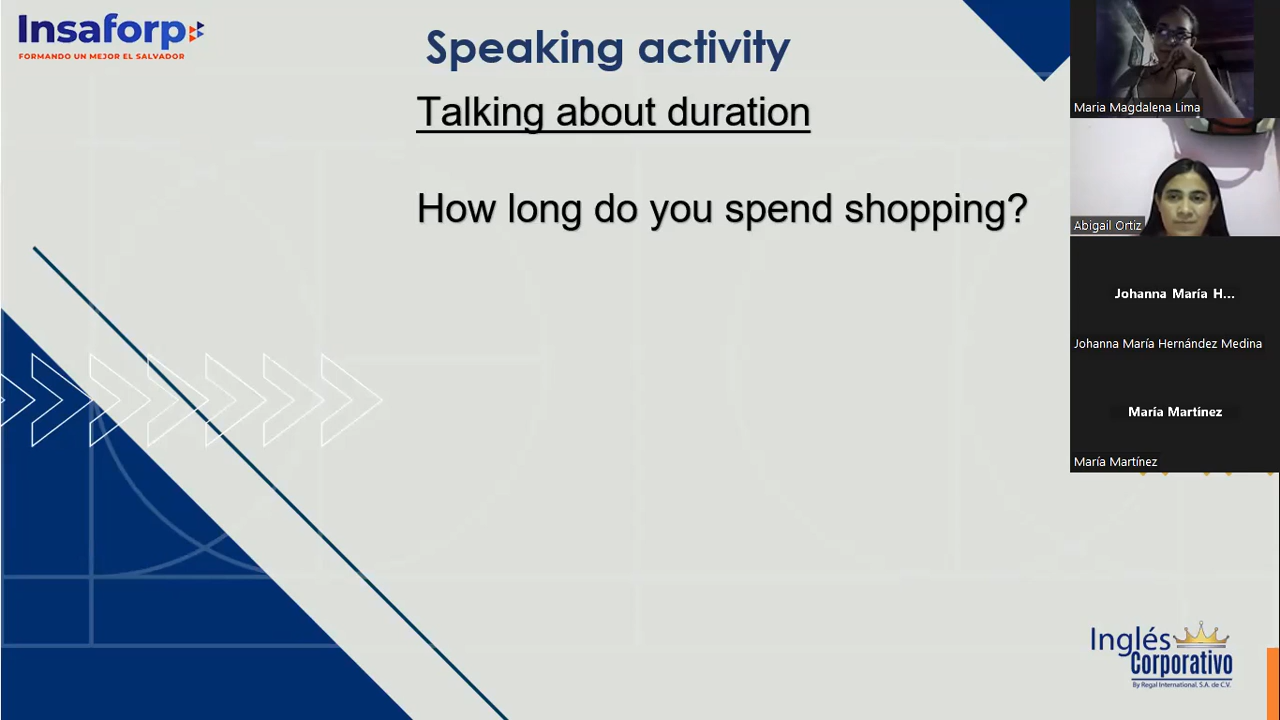 Insaforp
FORMANDO UN MEJOR EL SALVADOR
Speaking activity
Talking about duration
How long do you spend shopping?
Maria Magdalena Lima
Abigail Ortiz
Johanna María H...
Johanna María Hernández Medina
María Martínez
María Martínez
Inglés
Corporativo
By Regal International, S.A. de C.V.